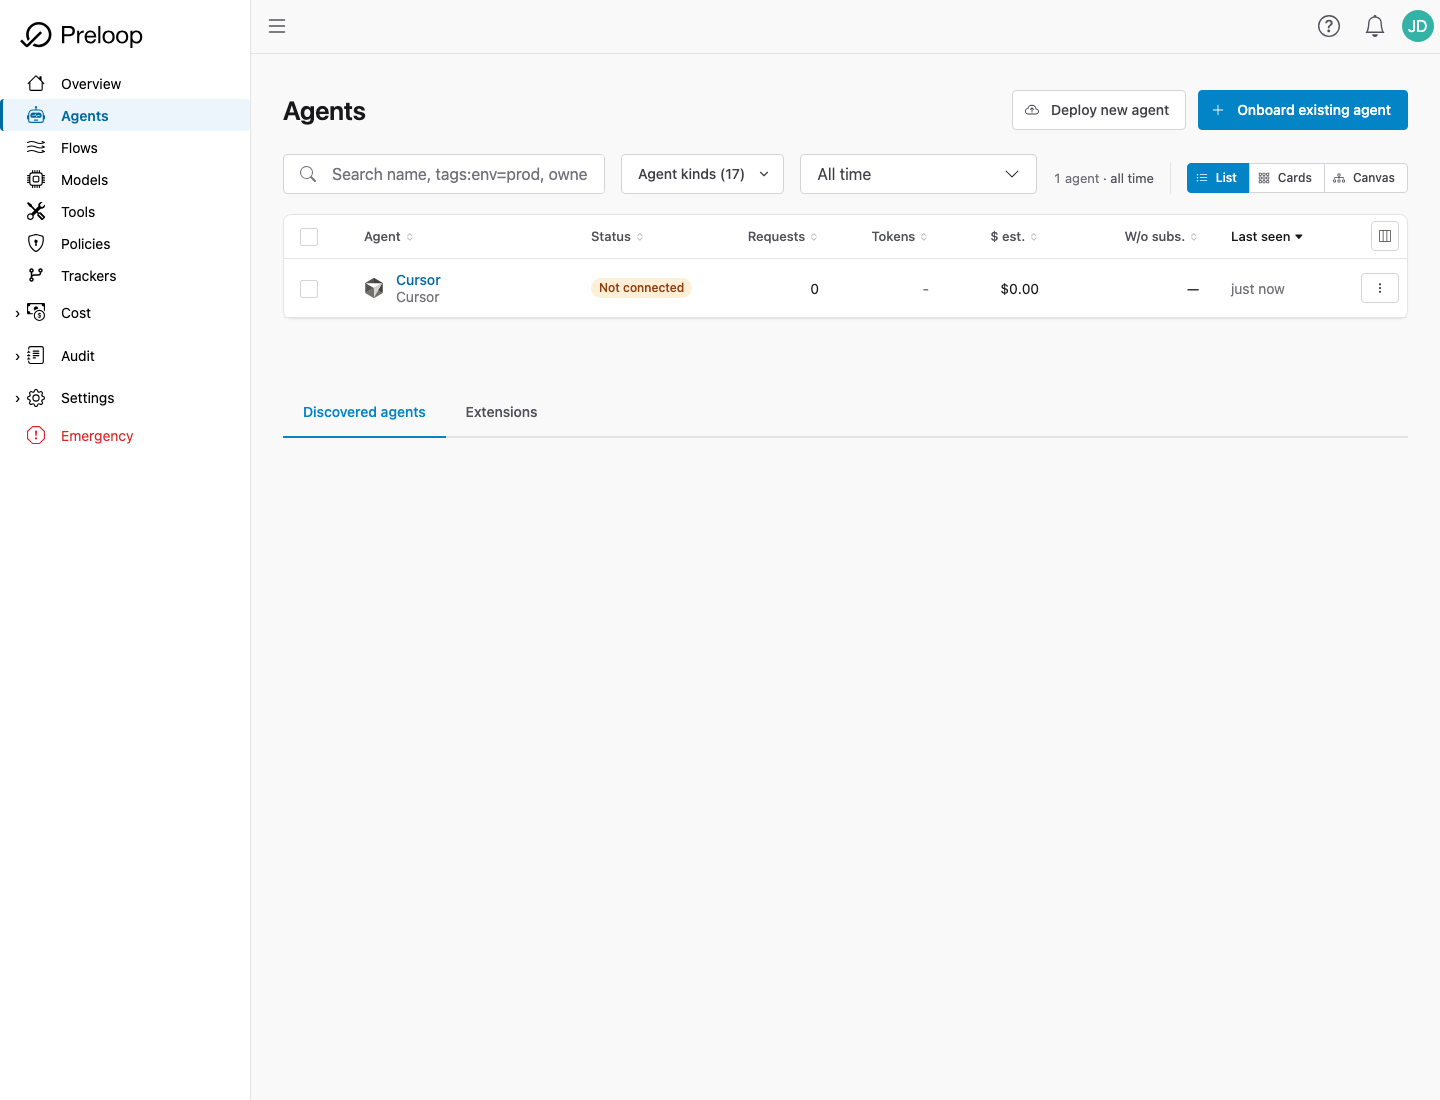 Preloop
Overview
Agents
Flows
Models
Tools
Policies
Trackers
Cost
Audit
Settings
Emergency
JD
Agents
Deploy new agent
Onboard existing agent
Search name, tags:env=prod, owne
Agent kinds (17)
All time
1 agent · all time
List
Cards
Canvas
Agent
Status
Requests
Tokens
$ est.
W/o subs.
Last seen
Cursor
Cursor
Not connected
0
-
$0.00
—
just now
Discovered agents
Extensions